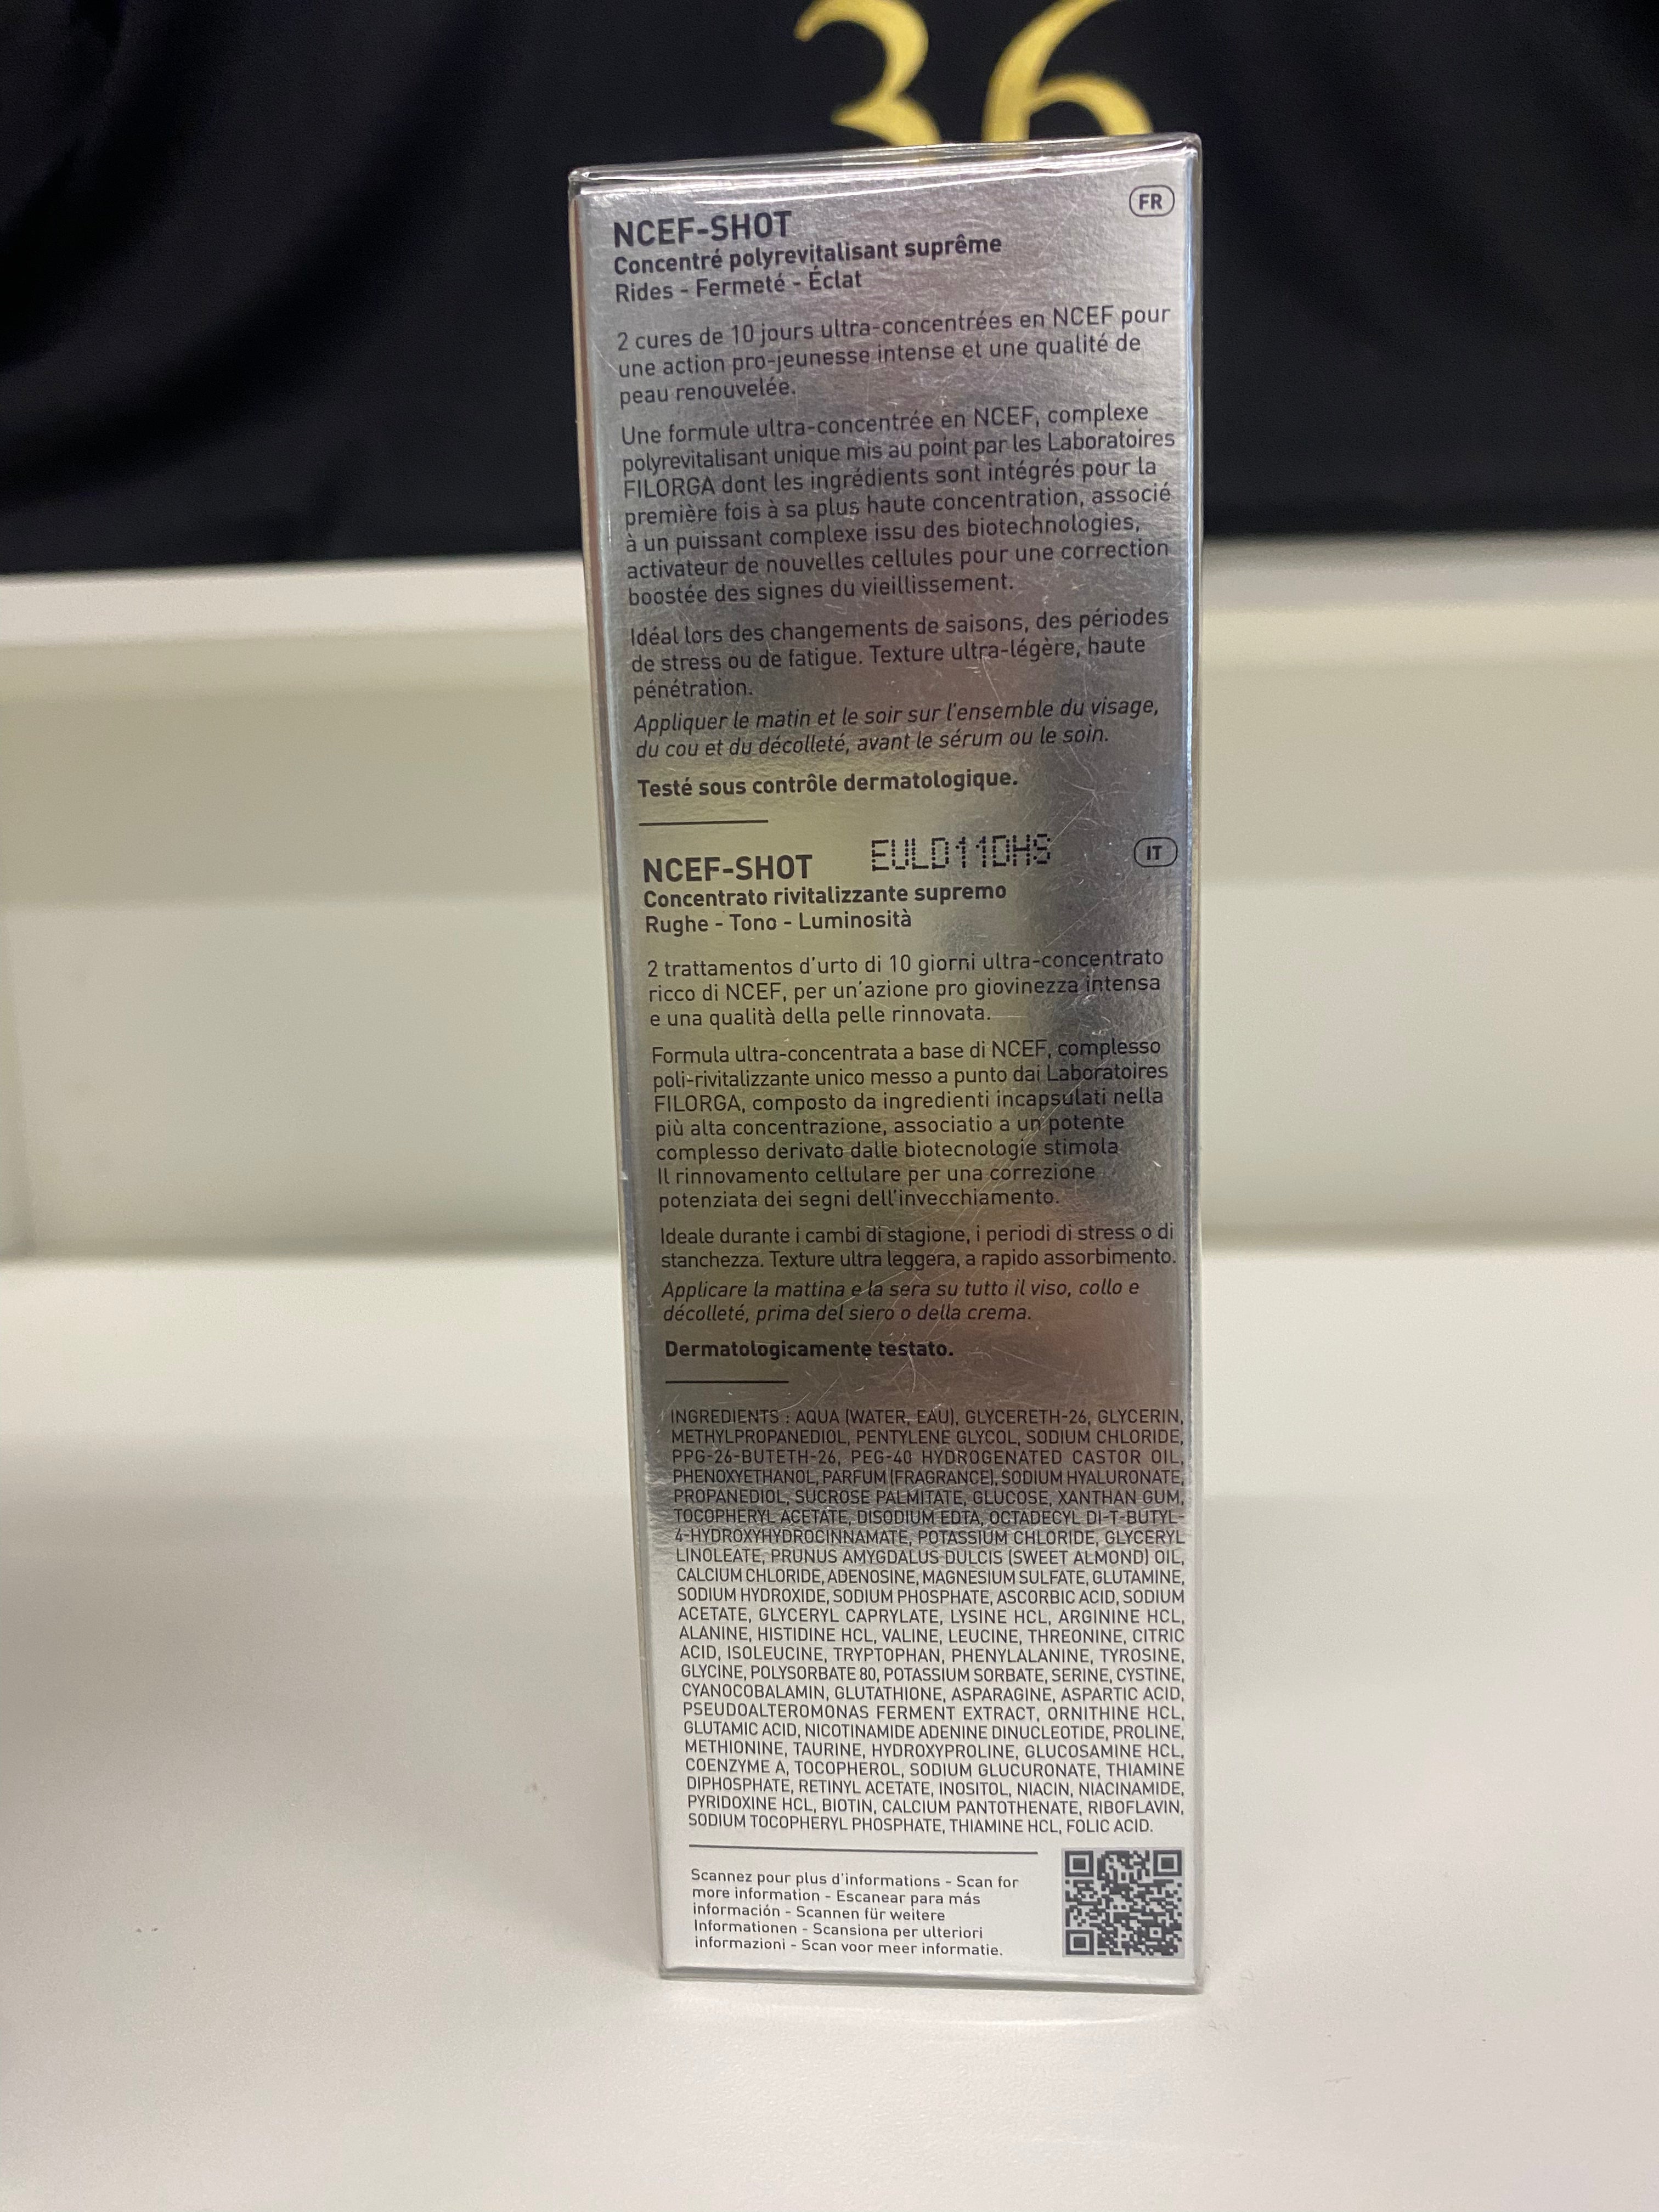 36
FR
NCEF-SHOT
Concentré polyrevitalisant suprême
Rides - Fermeté - Éclat
2 cures de 10 jours ultra-concentrées en NCEF pour
une action pro-jeunesse intense et une qualité de
peau renouvelée.
Une formule ultra-concentrée en NCEF, complexe
polyrevitalisant unique mis au point par les Laboratoires
FILORGA dont les ingrédients sont intégrés pour la
première fois à sa plus haute concentration, associé
à un puissant complexe issu des biotechnologies,
activateur de nouvelles cellules pour une correction
boostée des signes du vieillissement.
Idéal lors des changements de saisons, des périodes
de stress ou de fatigue. Texture ultra-légère, haute
pénétration.
Appliquer le matin et le soir sur l'ensemble du visage,
du cou et du décolleté, avant le sérum ou le soin.
Testé sous contrôle dermatologique.
EULD11DHS
IT
NCEF-SHOT
Concentrato rivitalizzante supremo
Rughe - Tono - Luminosità
2 trattamentos d'urto di 10 giorni ultra-concentrato
ricco di NCEF, per un'azione pro giovinezza intensa
e una qualità della pelle rinnovata.
Formula ultra-concentrata a base di NCEF, complesso
poli-rivitalizzante unico messo a punto dai Laboratoires
FILORGA, composto da ingredienti incapsulati nella
più alta concentrazione, associatio a un potente
complesso derivato dalle biotecnologie stimola
Il rinnovamento cellulare per una correzione
potenziata dei segni dell'invecchiamento.
Ideale durante i cambi di stagione, i periodi di stress o di
stanchezza. Texture ultra leggera, a rapido assorbimento.
Applicare la mattina e la sera su tutto il viso, collo e
décolleté, prima del siero o della crema.
Dermatologicamente testato.
INGREDIENTS : AQUA (WATER, EAU), GLYCERETH-26, GLYCERIN,
METHYLPROPANEDIOL, PENTYLENE GLYCOL, SODIUM CHLORIDE,
PPG-26-BUTETH-26, PEG-40 HYDROGENATED CASTOR OIL,
PHENOXYETHANOL, PARFUM (FRAGRANCE), SODIUM HYALURONATE,
PROPANEDIOL, SUCROSE PALMITATE, GLUCOSE, XANTHAN GUM,
TOCOPHERYL ACETATE, DISODIUM EDTA, OCTADECYL DI-T-BUTYL-
4-HYDROXYHYDROCINNAMATE, POTASSIUM CHLORIDE, GLYCERYL
LINOLEATE, PRUNUS AMYGDALUS DULCIS (SWEET ALMOND) OIL,
CALCIUM CHLORIDE, ADENOSINE, MAGNESIUM SULFATE, GLUTAMINE,
SODIUM HYDROXIDE, SODIUM PHOSPHATE, ASCORBIC ACID, SODIUM
ACETATE, GLYCERYL CAPRYLATE, LYSINE HCL, ARGININE HCL,
ALANINE, HISTIDINE HCL, VALINE, LEUCINE, THREONINE, CITRIC
ACID, ISOLEUCINE, TRYPTOPHAN, PHENYLALANINE, TYROSINE,
GLYCINE, POLYSORBATE 80, POTASSIUM SORBATE, SERINE, CYSTINE,
CYANOCOBALAMIN, GLUTATHIONE, ASPARAGINE, ASPARTIC ACID,
PSEUDOALTEROMONAS FERMENT EXTRACT, ORNITHINE HCL,
GLUTAMIC ACID, NICOTINAMIDE ADENINE DINUCLEOTIDE, PROLINE,
METHIONINE, TAURINE, HYDROXYPROLINE, GLUCOSAMINE HCL,
COENZYME A, TOCOPHEROL, SODIUM GLUCURONATE, THIAMINE
DIPHOSPHATE, RETINYL ACETATE, INOSITOL, NIACIN, NIACINAMIDE,
PYRIDOXINE HCL, BIOTIN, CALCIUM PANTOTHENATE, RIBOFLAVIN,
SODIUM TOCOPHERYL PHOSPHATE, THIAMINE HCL, FOLIC ACID.
Scannez pour plus d'informations - Scan for
more information - Escanear para más
información - Scannen für weitere
Informationen - Scansiona per ulteriori
informazioni - Scan voor meer informatie.